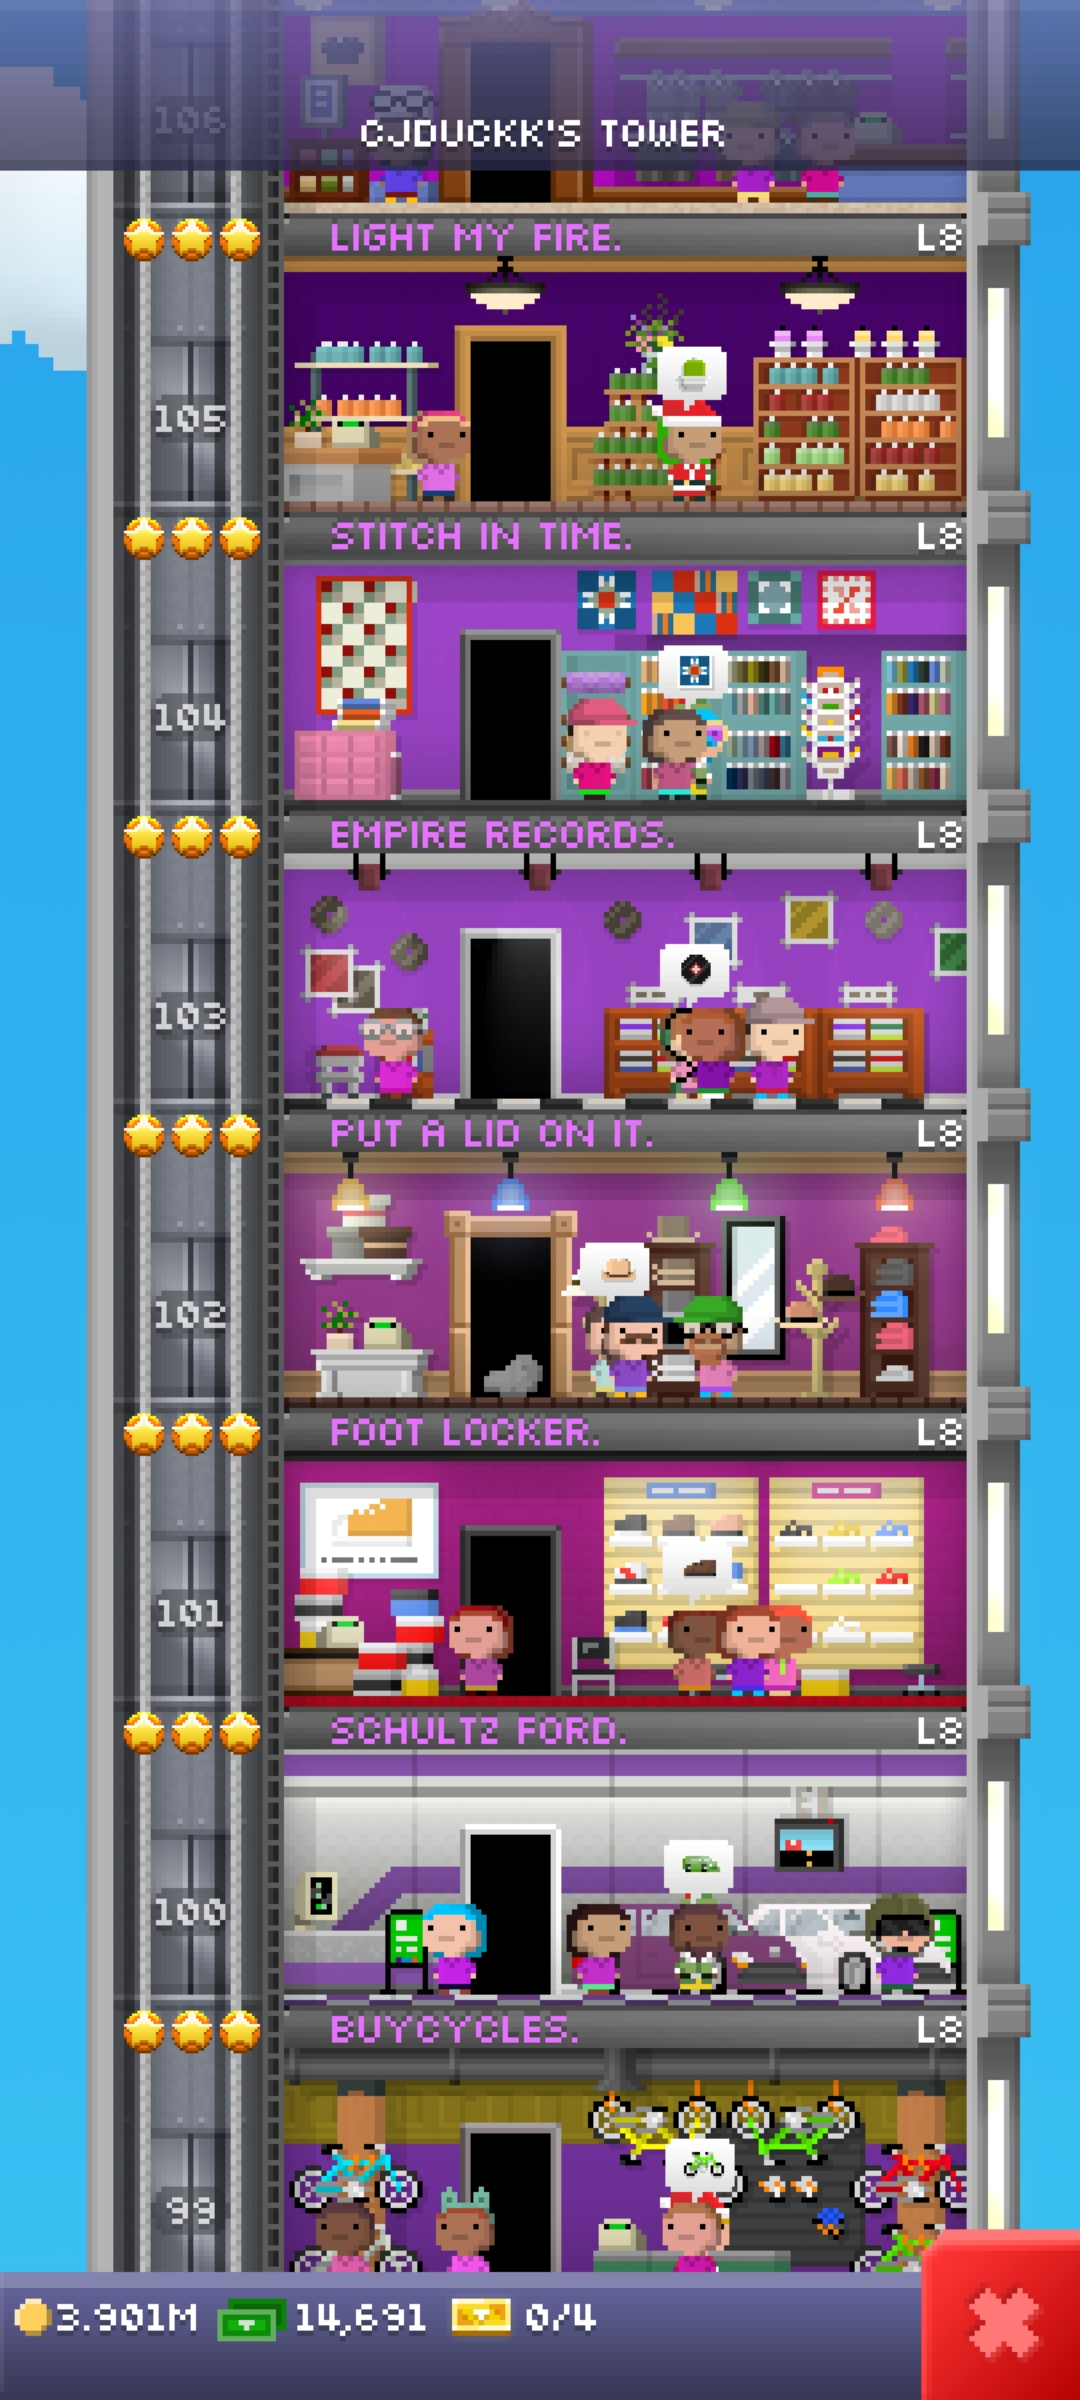 106
CJDUCKK'S TOWER
LIGHT MY FIRE. L8
105
STITCH IN TIME. L8
104
EMPIRE RECORDS. L8
103
PUT A LID ON IT. L8
102
FOOT LOCKER. L8
101
SCHULTZ FORD. L8
100
BUYCYCLES. L8
99
3.901M 14,691 0/4